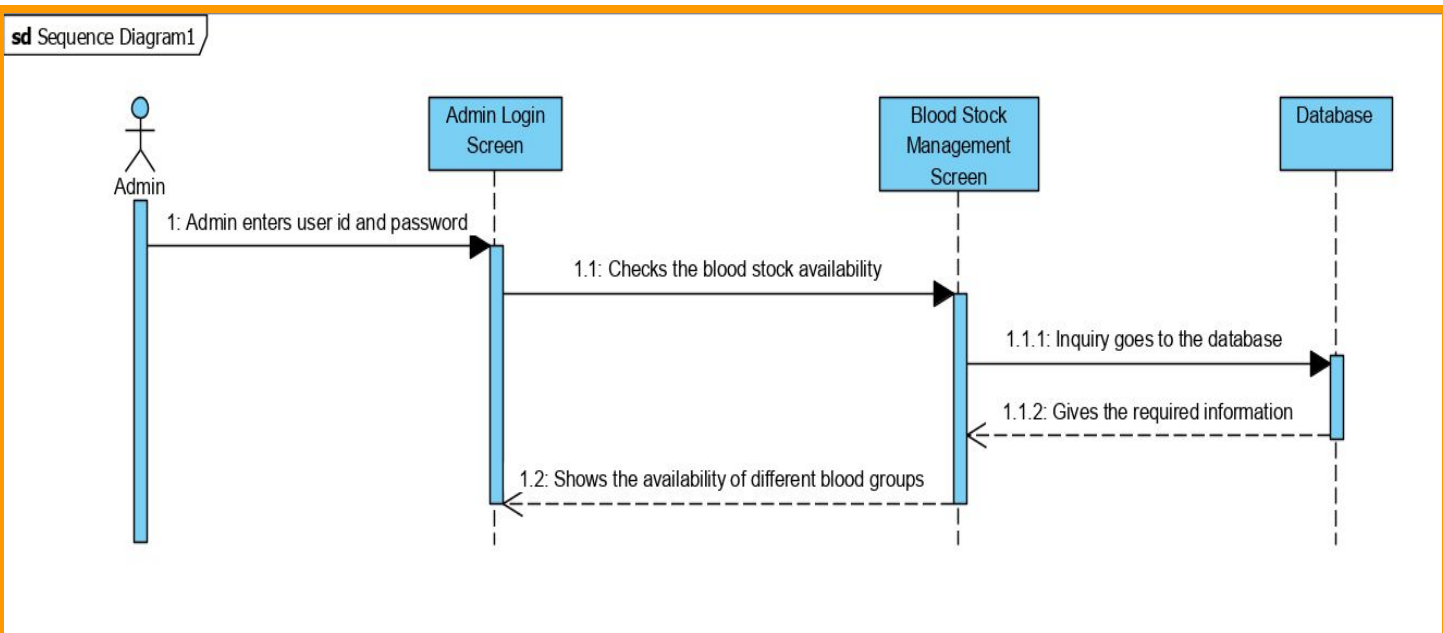 sd Sequence Diagram1
Admin Login
Screen
Blood Stock
Management
Screen
Database
Admin
1: Admin enters user id and password
1.1: Checks the blood stock availability
1.1.1: Inquiry goes to the database
1.1.2: Gives the required information
1.2: Shows the availability of different blood groups